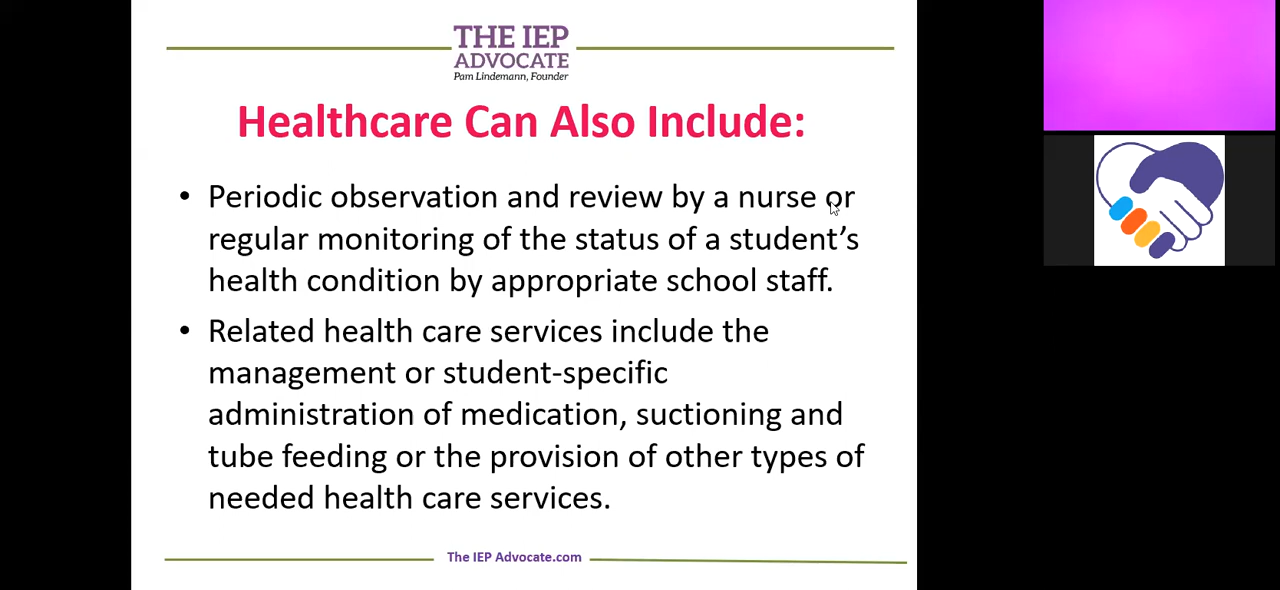 THE IEP
ADVOCATE
Pam Lindemann, Founder
Healthcare Can Also Include:
• Periodic observation and review by a nurse or
regular monitoring of the status of a student’s
health condition by appropriate school staff.
• Related health care services include the
management or student-specific
administration of medication, suctioning and
tube feeding or the provision of other types of
needed health care services.
The IEP Advocate.com